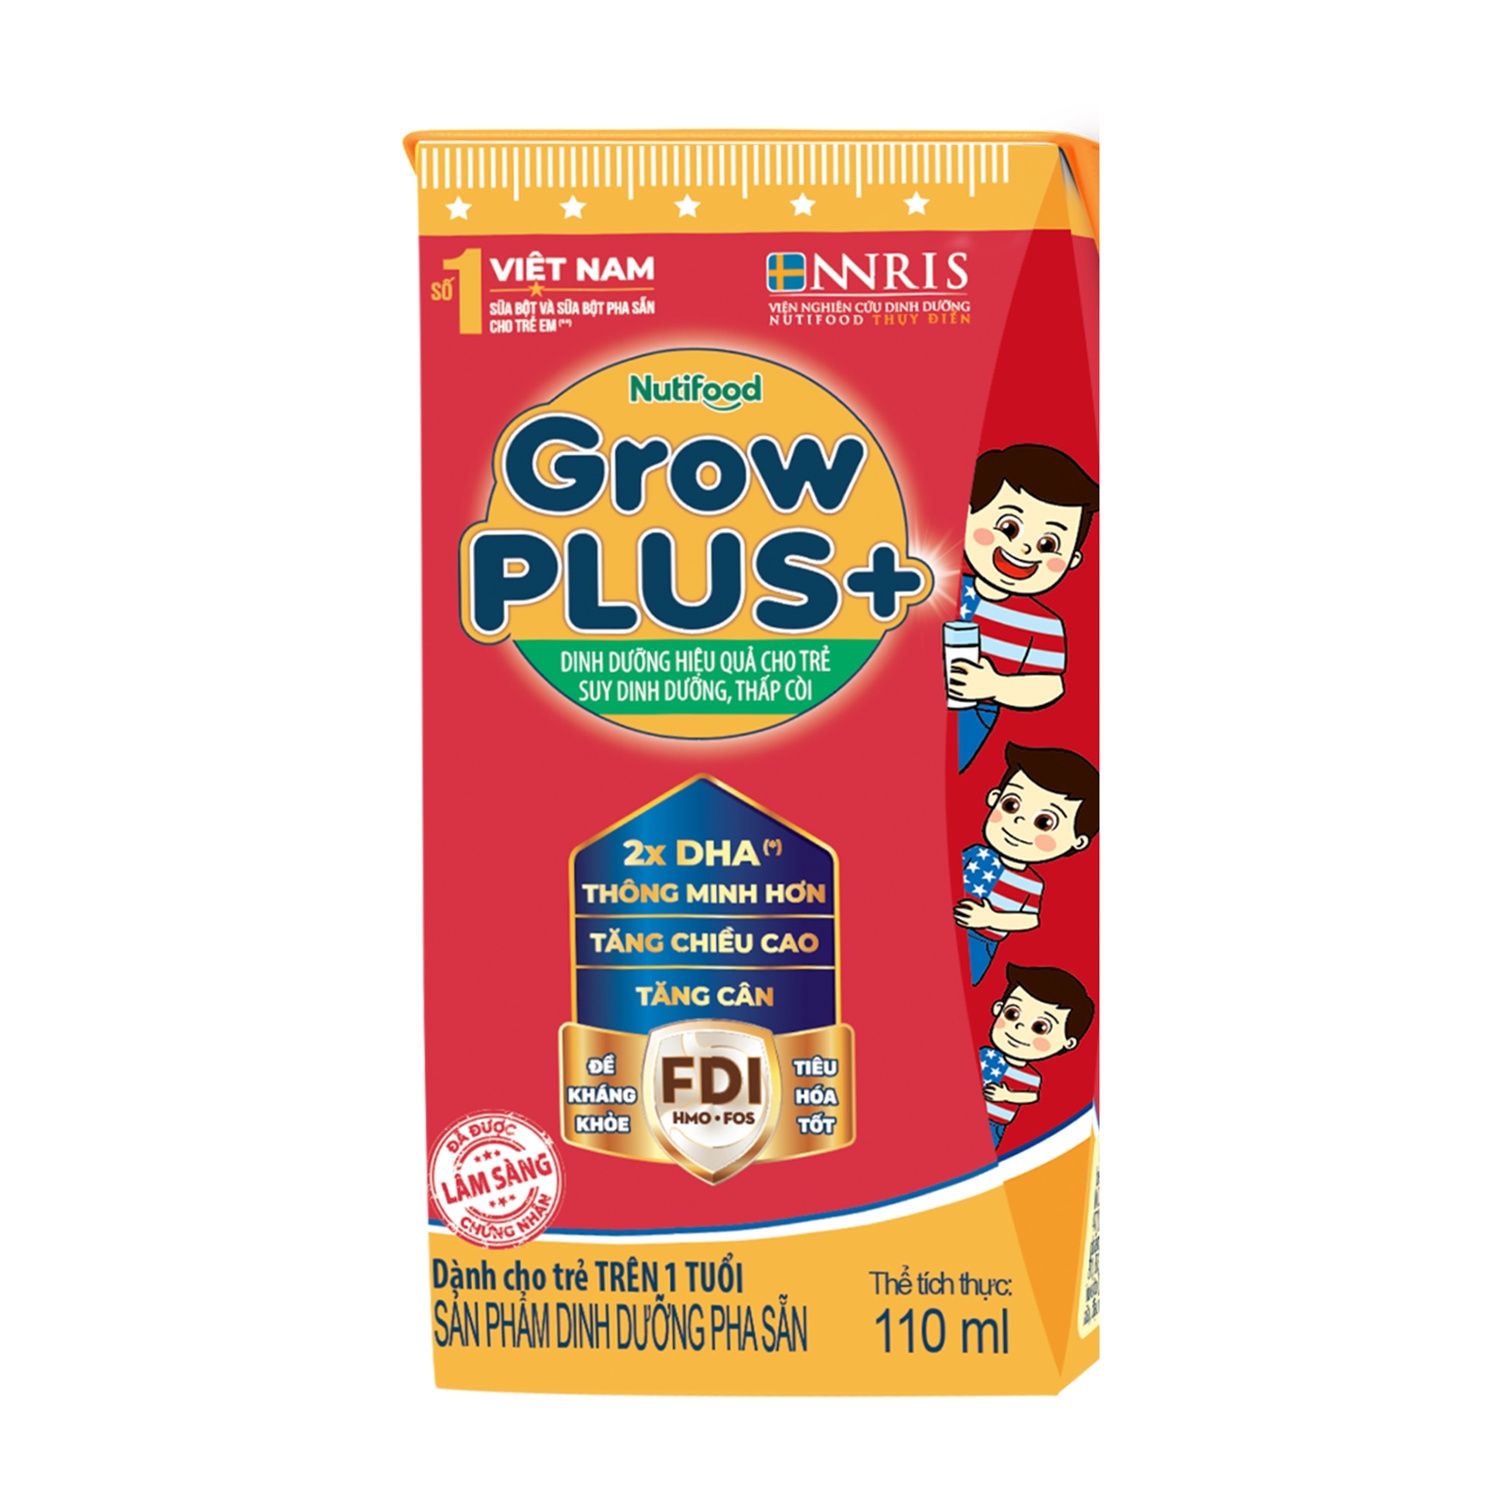 SỐ 1 VIỆT NAM
SỮA BỘT VÀ SỮA BỘT PHA SẴN
CHO TRẺ EM (**)
NNRIS
VIỆN NGHIÊN CỨU DINH DƯỠNG
NUTIFOOD THỤY ĐIỂN
Nutifood
Grow
PLUS+
DINH DƯỠNG HIỆU QUẢ CHO TRẺ
SUY DINH DƯỠNG, THẤP CÒI
2x DHA (*)
THÔNG MINH HƠN
TĂNG CHIỀU CAO
TĂNG CÂN
ĐỀ
KHÁNG
KHỎE
FDI
HMO • FOS
TIÊU
HÓA
TỐT
ĐÃ ĐƯỢC
LÂM SÀNG
CHỨNG NHẬN
Dành cho trẻ TRÊN 1 TUỔI
SẢN PHẨM DINH DƯỠNG PHA SẴN
Thể tích thực:
110 ml